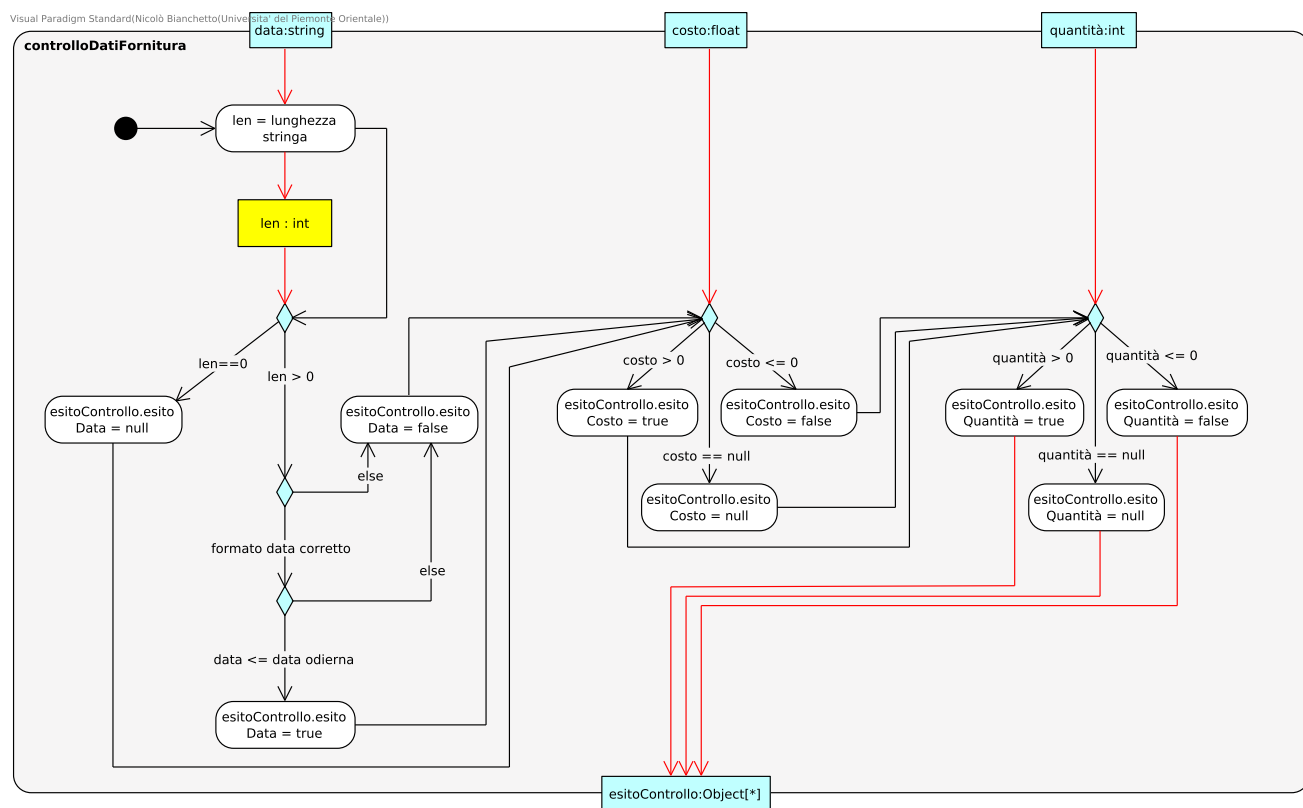 Visual Paradigm Standard(Nicolò Bianchetto(Universita' del Piemonte Orientale))
data:string
costo:float
quantità:int
controlloDatiFornitura
len = lunghezza
stringa
len : int
len==0
len > 0
costo > 0
costo <= 0
quantità > 0
quantità <= 0
esitoControllo.esito
Data = null
esitoControllo.esito
Data = false
esitoControllo.esito
Costo = true
esitoControllo.esito
Costo = false
esitoControllo.esito
Quantità = true
esitoControllo.esito
Quantità = false
else
costo == null
quantità == null
esitoControllo.esito
Costo = null
esitoControllo.esito
Quantità = null
formato data corretto
else
data <= data odierna
esitoControllo.esito
Data = true
esitoControllo:Object[*]